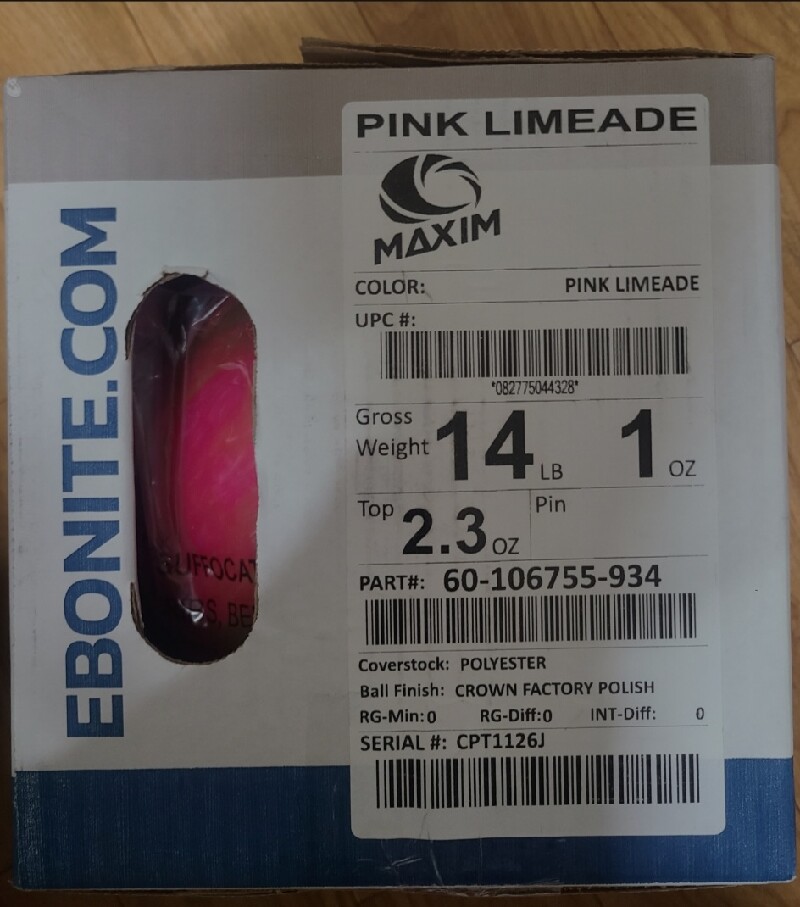 EBONITE.COM
PINK LIMEADE
MAXIM
COLOR: PINK LIMEADE
UPC #:
*082775044328*
Gross Weight 14 LB 1 OZ
Top 2.3 OZ Pin
PART#: 60-106755-934
Coverstock: POLYESTER
Ball Finish: CROWN FACTORY POLISH
RG-Min: 0 RG-Diff: 0 INT-Diff: 0
SERIAL #: CPT1126J